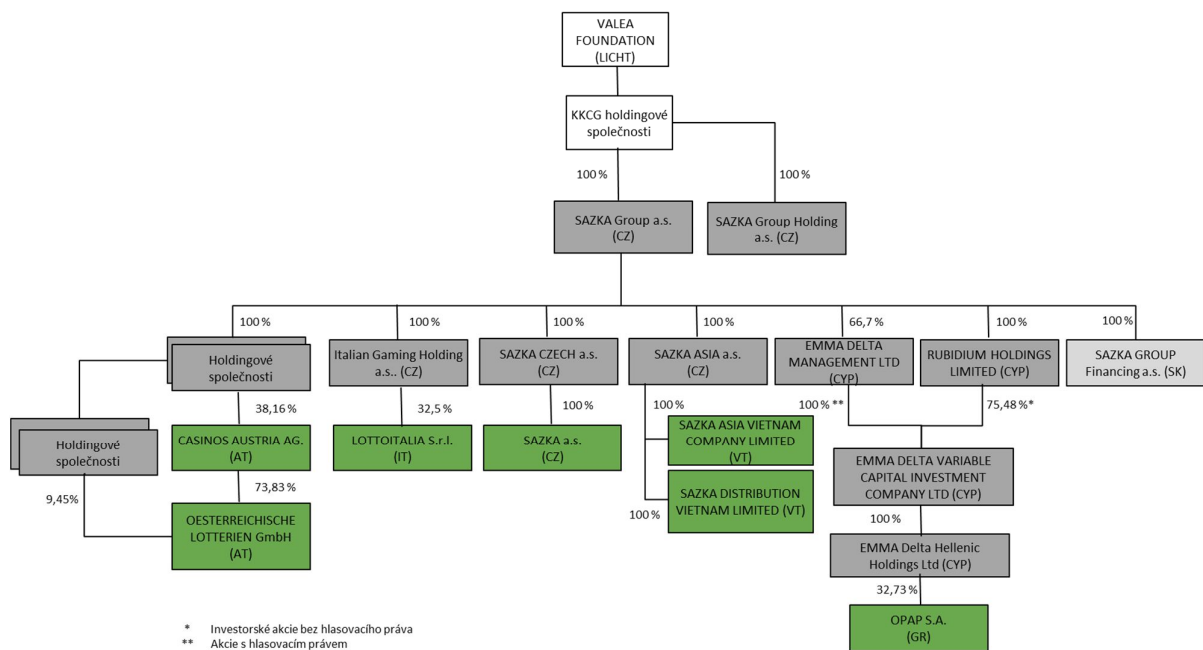 VALEA
FOUNDATION
(LICHT)
KKCG holdingové
společnosti
100 %
100 %
SAZKA Group a.s.
(CZ)
SAZKA Group Holding
a.s. (CZ)
100 %
100 %
100 %
100 %
66,7 %
100 %
100 %
Holdingové
společnosti
Italian Gaming Holding
a.s.. (CZ)
SAZKA CZECH a.s.
(CZ)
SAZKA ASIA a.s.
(CZ)
EMMA DELTA
MANAGEMENT LTD
(CYP)
RUBIDIUM HOLDINGS
LIMITED (CYP)
SAZKA GROUP
Financing a.s. (SK)
38,16 %
32,5 %
100 %
100 %
100 % **
75,48 %*
Holdingové
společnosti
CASINOS AUSTRIA AG.
(AT)
LOTTOITALIA S.r.l.
(IT)
SAZKA a.s.
(CZ)
SAZKA ASIA VIETNAM
COMPANY LIMITED
(VT)
EMMA DELTA VARIABLE
CAPITAL INVESTMENT
COMPANY LTD (CYP)
9,45%
73,83 %
SAZKA DISTRIBUTION
VIETNAM LIMITED (VT)
100 %
100 %
OESTERREICHISCHE
LOTTERIEN GmbH
(AT)
EMMA Delta Hellenic
Holdings Ltd (CYP)
32,73 %
OPAP S.A.
(GR)
* Investorské akcie bez hlasovacího práva
** Akcie s hlasovacím právem